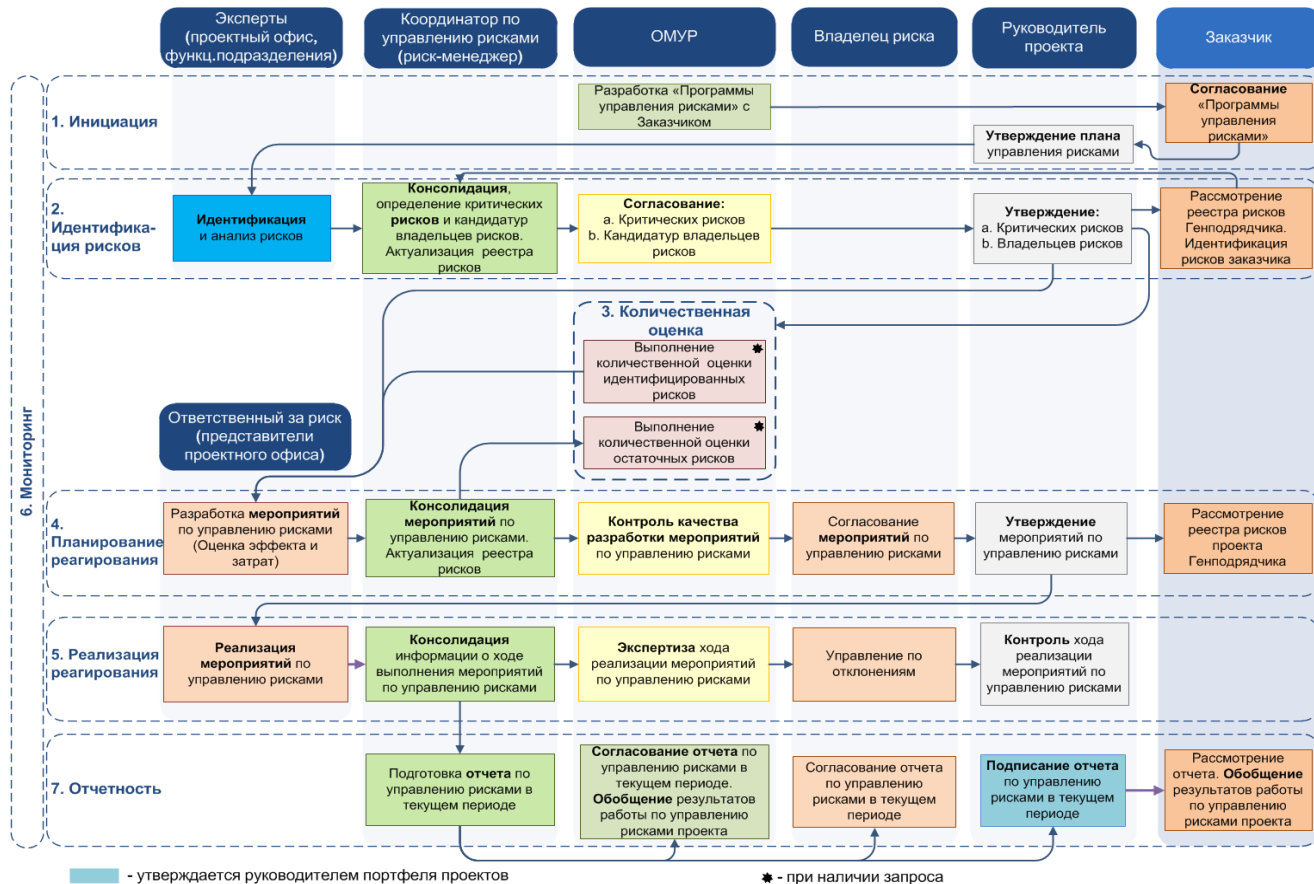 Эксперты
(проектный офис,
функц.подразделения)
Координатор по
управлению рисками
(риск-менеджер)
ОМУР
Владелец риска
Руководитель
проекта
Заказчик
6. Мониторинг
1. Инициация
Разработка «Программы
управления рисками» с
Заказчиком
Согласование
«Программы
управления
рисками»
Утверждение плана
управления рисками
2.
Идентифика-
ция рисков
Идентификация
и анализ рисков
Консолидация,
определение критических
рисков и кандидатур
владельцев рисков.
Актуализация реестра
рисков
Согласование:
a. Критических рисков
b. Кандидатур владельцев
рисков
Утверждение:
a. Критических рисков
b. Владельцев рисков
Рассмотрение
реестра рисков
Генподрядчика.
Идентификация
рисков заказчика
3. Количественная
оценка
Выполнение
количественной оценки
идентифицированных
рисков
Выполнение
количественной оценки
остаточных рисков
Ответственный за риск
(представители
проектного офиса)
4.
Планирование
реагирования
Разработка мероприятий
по управлению рисками
(Оценка эффекта и
затрат)
Консолидация
мероприятий по
управлению рисками.
Актуализация реестра
рисков
Контроль качества
разработки мероприятий
по управлению рисками
Согласование
мероприятий по
управлению рисками
Утверждение
мероприятий по
управлению рисками
Рассмотрение
реестра рисков
проекта
Генподрядчика
5. Реализация
реагирования
Реализация
мероприятий по
управлению рисками
Консолидация
информации о ходе
выполнения мероприятий
по управлению рисками
Экспертиза хода
реализации мероприятий
по управлению рисками
Управление по
отклонениям
Контроль хода
реализации
мероприятий по
управлению рисками
7. Отчетность
Подготовка отчета по
управлению рисками в
текущем периоде
Согласование отчета по
управлению рисками в
текущем периоде.
Обобщение результатов
работы по управлению
рисками проекта
Согласование отчета
по управлению
рисками в текущем
периоде
Подписание отчета
по управлению
рисками в текущем
периоде
Рассмотрение
отчета. Обобщение
результатов работы
по управлению
рисками проекта
- утверждается руководителем портфеля проектов
- при наличии запроса